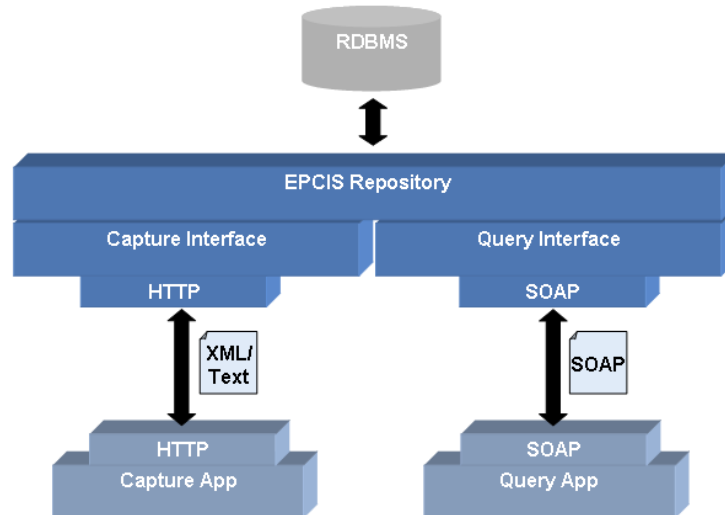 RDBMS
EPCIS Repository
Capture Interface
Query Interface
HTTP
SOAP
XML/
Text
SOAP
HTTP
SOAP
Capture App
Query App